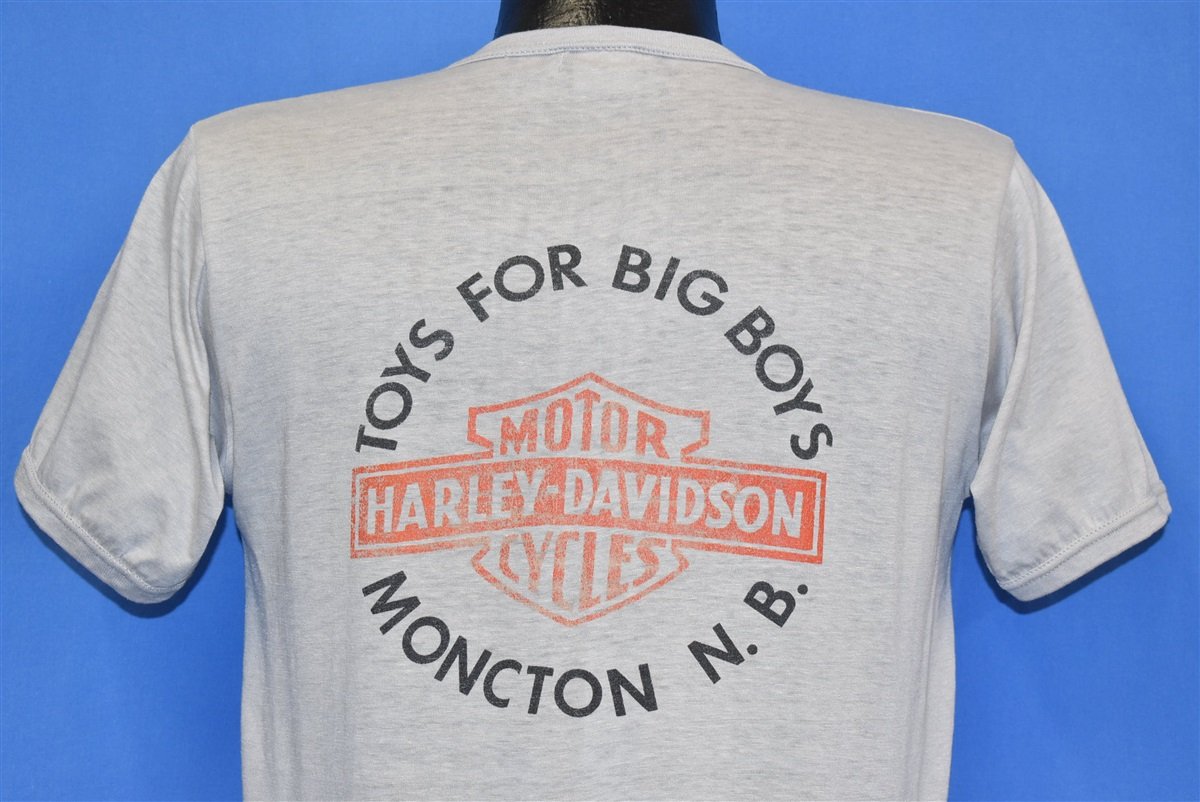 TOYS FOR BIG BOYS
MOTOR
HARLEY-DAVIDSON
CYCLES
MONCTON N. B.